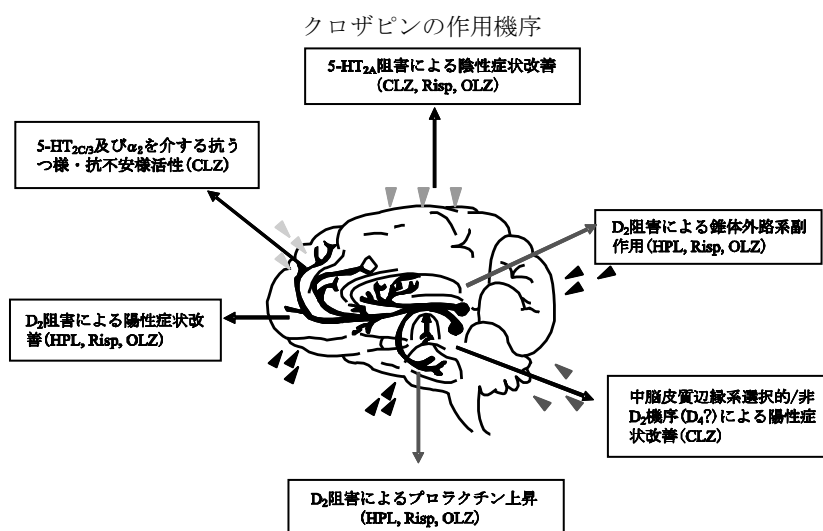 クロザピンの作用機序
5-HT2A阻害による陰性症状改善
(CLZ, Risp, OLZ)
5-HT2C/3及びα2を介する抗う
つ様・抗不安様活性(CLZ)
D2阻害による錐体外路系副
作用(HPL, Risp, OLZ)
D2阻害による陽性症状改
善(HPL, Risp, OLZ)
中脳皮質辺縁系選択的/非
D2機序(D4?)による陽性症
状改善(CLZ)
D2阻害によるプロラクチン上昇
(HPL, Risp, OLZ)